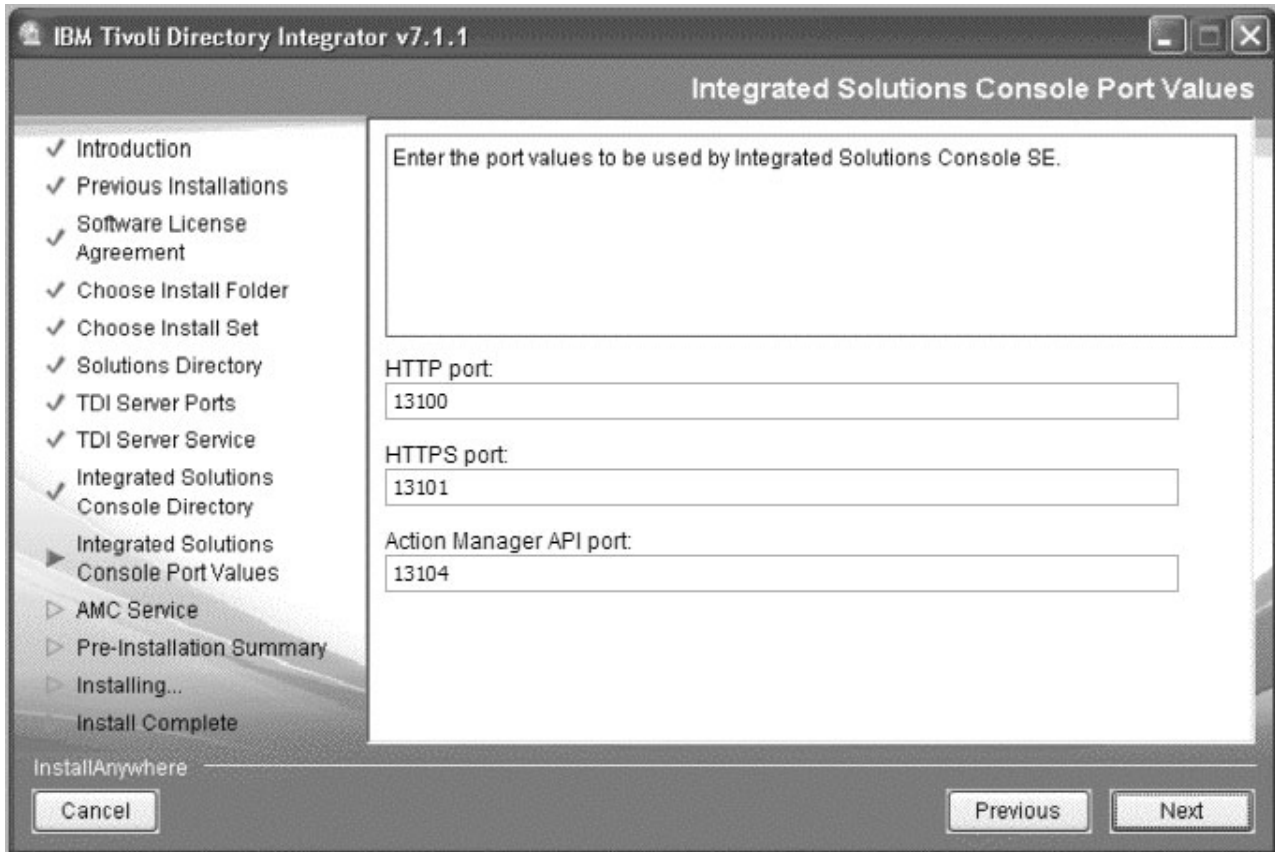 IBM Tivoli Directory Integrator v7.1.1
Integrated Solutions Console Port Values
Introduction
Previous Installations
Software License
Agreement
Choose Install Folder
Choose Install Set
Solutions Directory
TDI Server Ports
TDI Server Service
Integrated Solutions
Console Directory
Integrated Solutions
Console Port Values
AMC Service
Pre-Installation Summary
Installing...
Install Complete
Enter the port values to be used by Integrated Solutions Console SE.
HTTP port:
13100
HTTPS port:
13101
Action Manager API port:
13104
InstallAnywhere
Cancel
Previous
Next